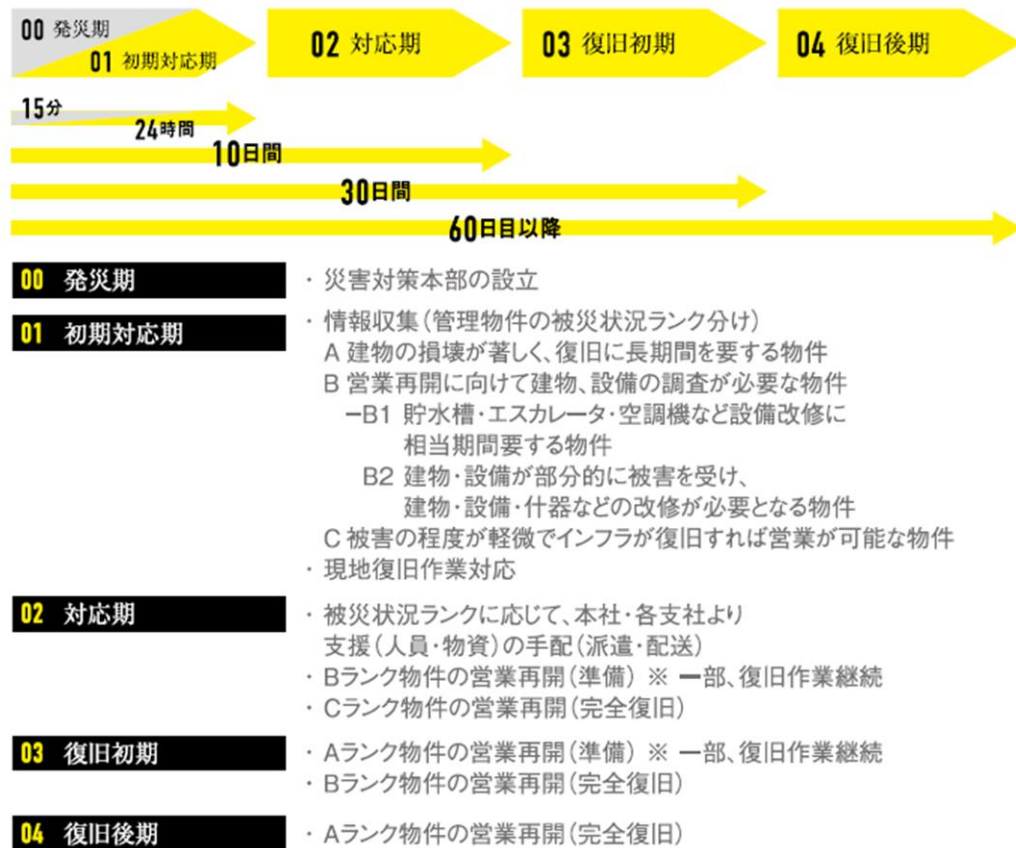 00 発災期
01 初期対応期
02 対応期
03 復旧初期
04 復旧後期
15分
24時間
10日間
30日間
60日目以降
00 発災期
・災害対策本部の設立
01 初期対応期
・情報収集(管理物件の被災状況ランク分け)
A 建物の損壊が著しく、復旧に長期間を要する物件
B 営業再開に向けて建物、設備の調査が必要な物件
ーB1 貯水槽・エスカレータ・空調機など設備改修に
相当期間要する物件
B2 建物・設備が部分的に被害を受け、
建物・設備・什器などの改修が必要となる物件
C 被害の程度が軽微でインフラが復旧すれば営業が可能な物件
・現地復旧作業対応
02 対応期
・被災状況ランクに応じて、本社・各支社より
支援(人員・物資)の手配(派遣・配送)
・Bランク物件の営業再開(準備) ※ 一部、復旧作業継続
・Cランク物件の営業再開(完全復旧)
03 復旧初期
・Aランク物件の営業再開(準備) ※ 一部、復旧作業継続
・Bランク物件の営業再開(完全復旧)
04 復旧後期
・Aランク物件の営業再開(完全復旧)